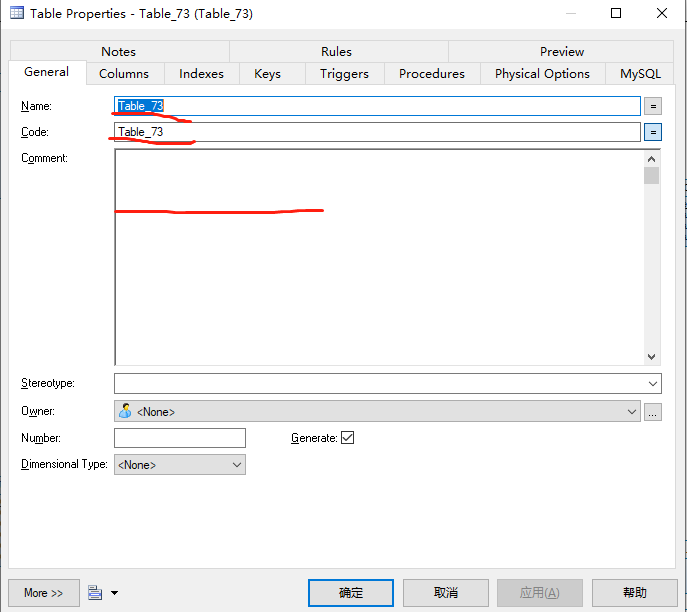 Table Properties - Table_73 (Table_73)
Notes Rules Preview
General Columns Indexes Keys Triggers Procedures Physical Options MySQL
Name: Table_73 =
Code: Table_73 =
Comment:
Stereotype:
Owner: <None> ...
Number: Generate:
Dimensional Type: <None>
More >> 确定 取消 应用(A) 帮助